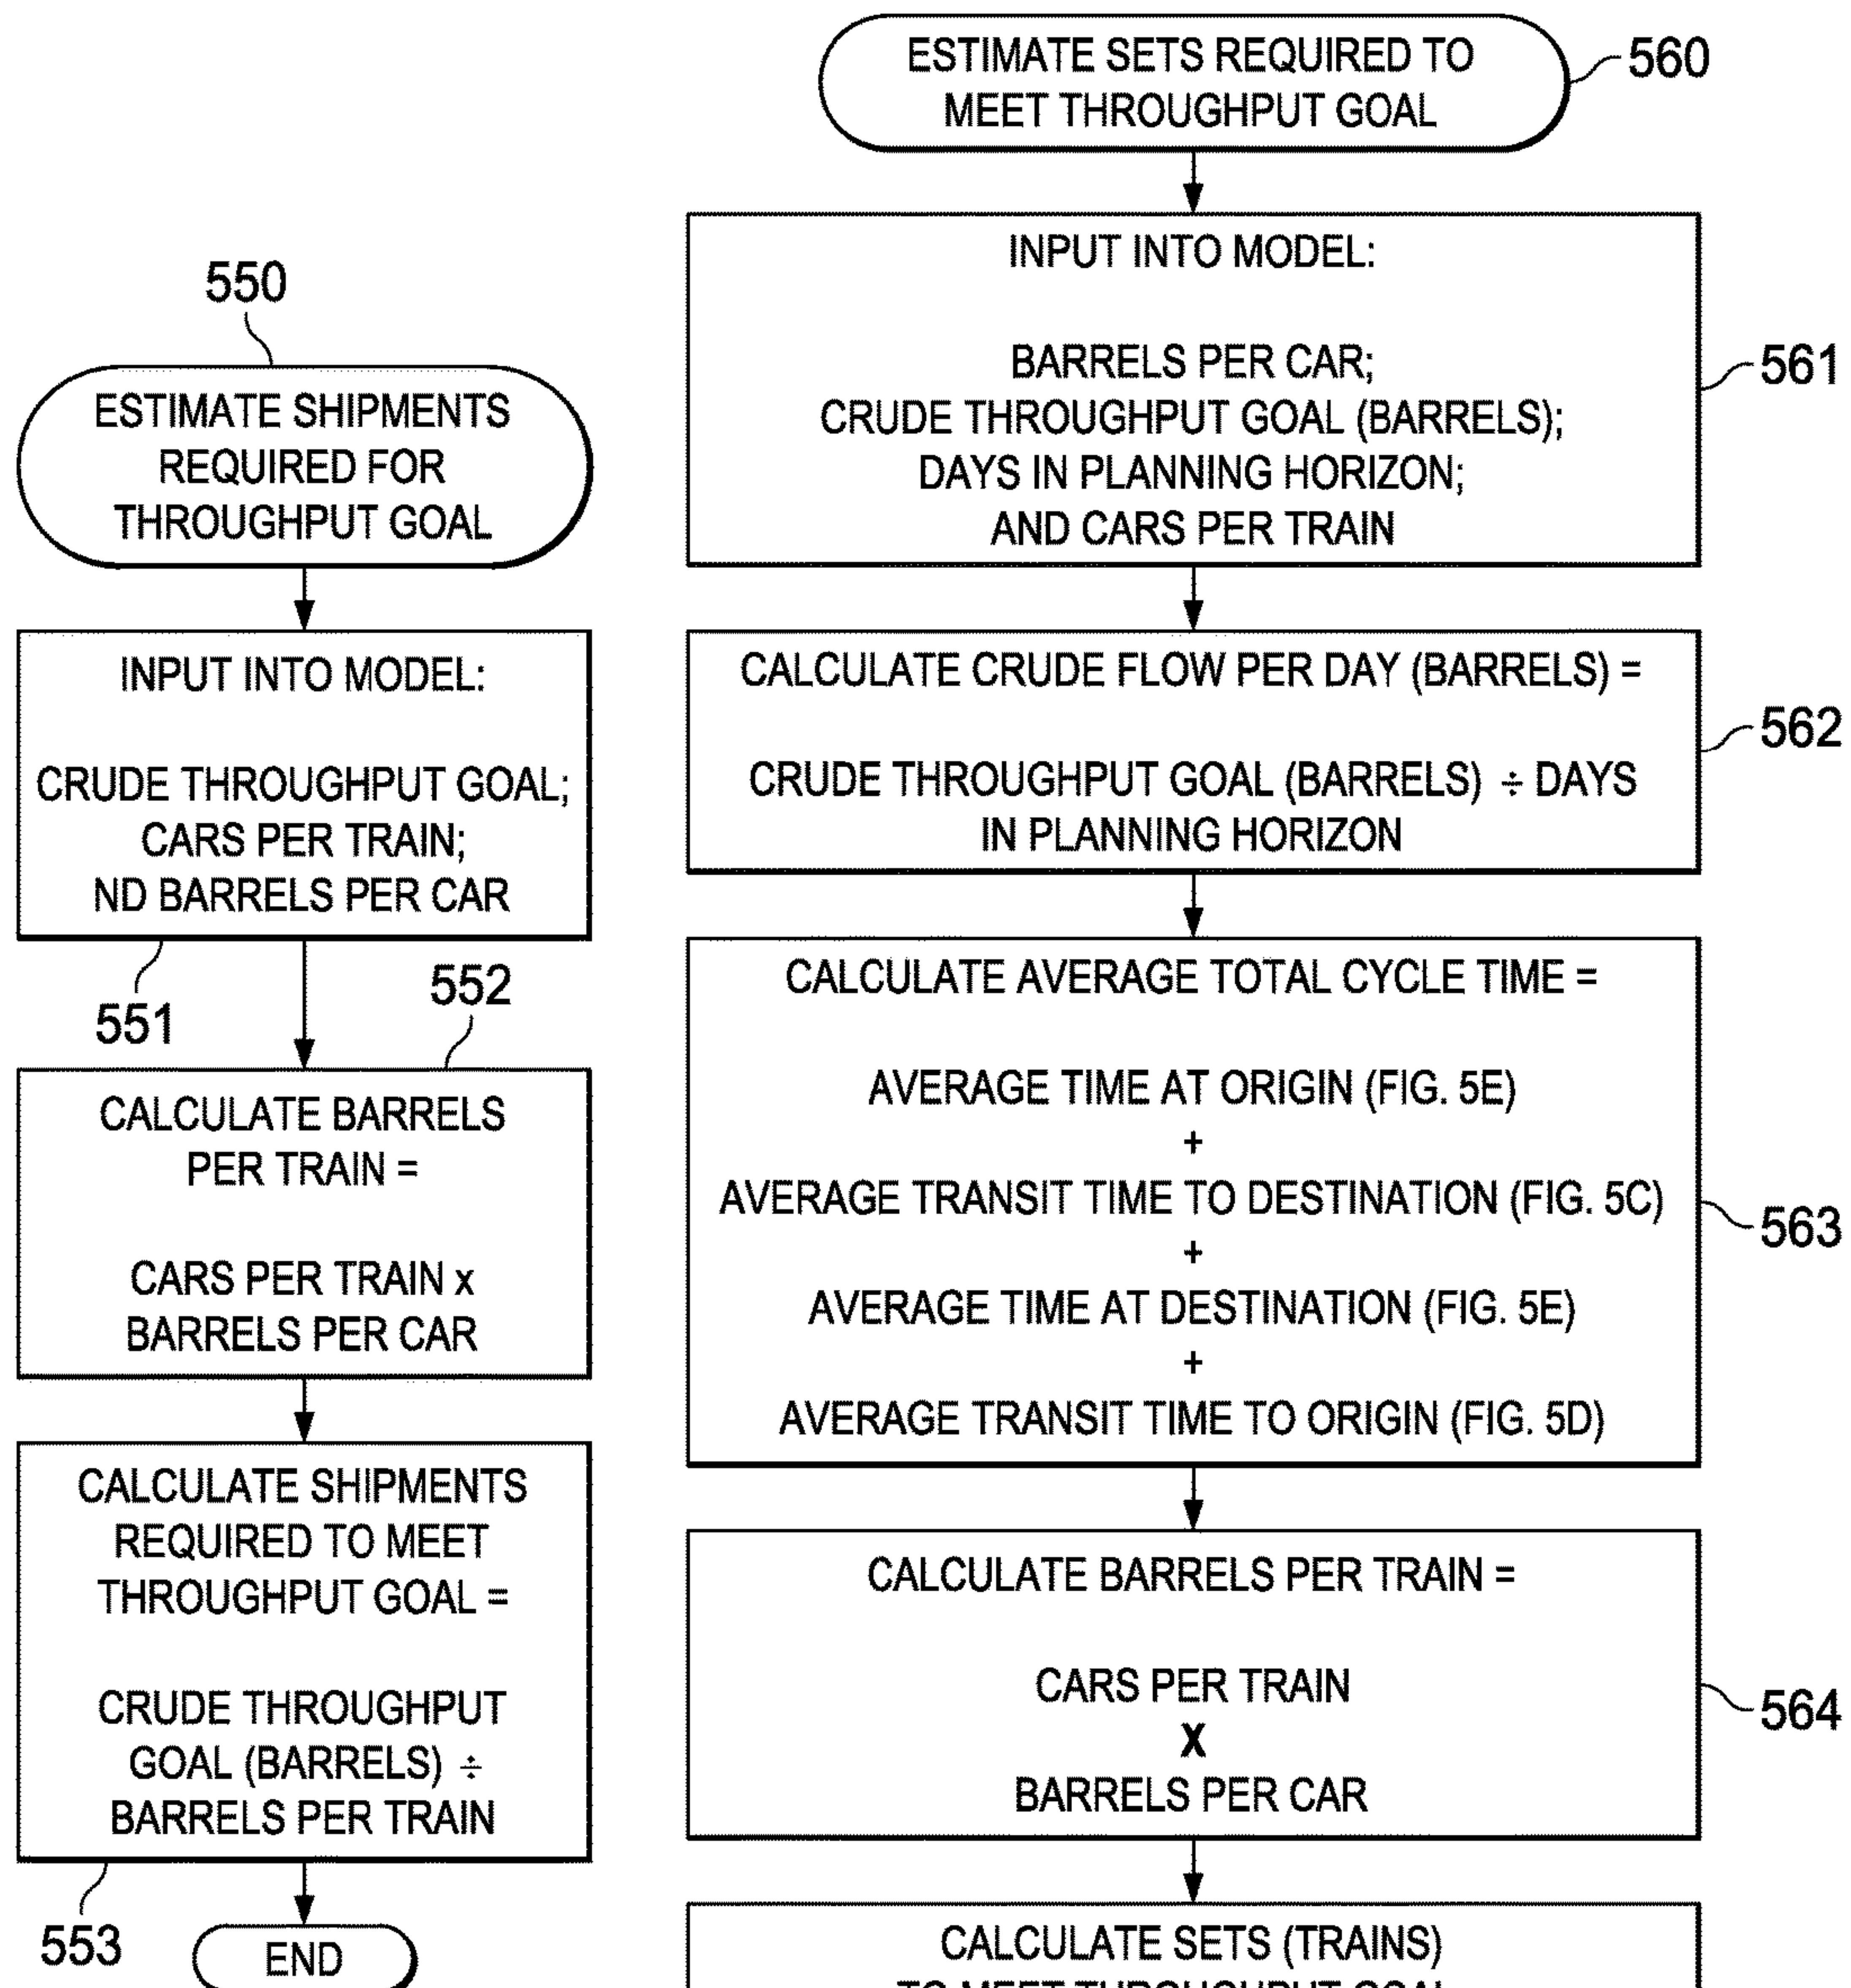 550
ESTIMATE SHIPMENTS
REQUIRED FOR
THROUGHPUT GOAL
INPUT INTO MODEL:
CRUDE THROUGHPUT GOAL;
CARS PER TRAIN;
ND BARRELS PER CAR
551
552
CALCULATE BARRELS
PER TRAIN =
CARS PER TRAIN x
BARRELS PER CAR
CALCULATE SHIPMENTS
REQUIRED TO MEET
THROUGHPUT GOAL =
CRUDE THROUGHPUT
GOAL (BARRELS) ÷
BARRELS PER TRAIN
553
END
ESTIMATE SETS REQUIRED TO
MEET THROUGHPUT GOAL
560
INPUT INTO MODEL:
BARRELS PER CAR;
CRUDE THROUGHPUT GOAL (BARRELS);
DAYS IN PLANNING HORIZON;
AND CARS PER TRAIN
561
CALCULATE CRUDE FLOW PER DAY (BARRELS) =
CRUDE THROUGHPUT GOAL (BARRELS) ÷ DAYS
IN PLANNING HORIZON
562
CALCULATE AVERAGE TOTAL CYCLE TIME =
AVERAGE TIME AT ORIGIN (FIG. 5E)
+
AVERAGE TRANSIT TIME TO DESTINATION (FIG. 5C)
+
AVERAGE TIME AT DESTINATION (FIG. 5E)
+
AVERAGE TRANSIT TIME TO ORIGIN (FIG. 5D)
563
CALCULATE BARRELS PER TRAIN =
CARS PER TRAIN
X
BARRELS PER CAR
564
CALCULATE SETS (TRAINS)
TO MEET THROUGHPUT GOAL